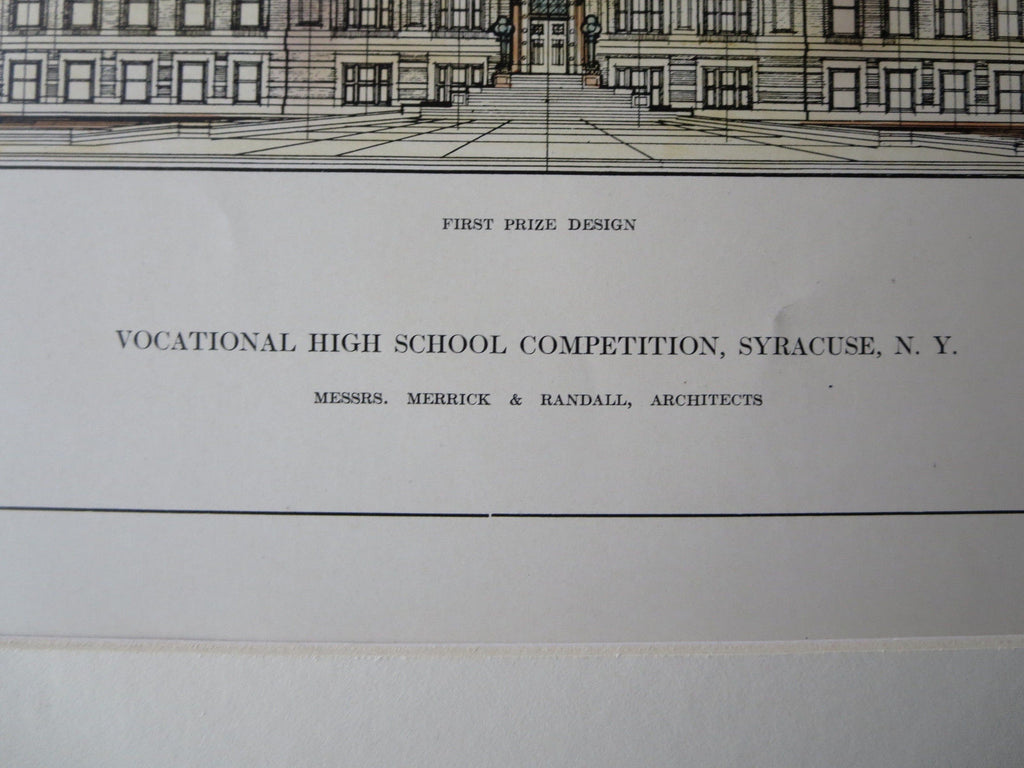 FIRST PRIZE DESIGN
VOCATIONAL HIGH SCHOOL COMPETITION, SYRACUSE, N. Y.
MESSRS. MERRICK & RANDALL, ARCHITECTS